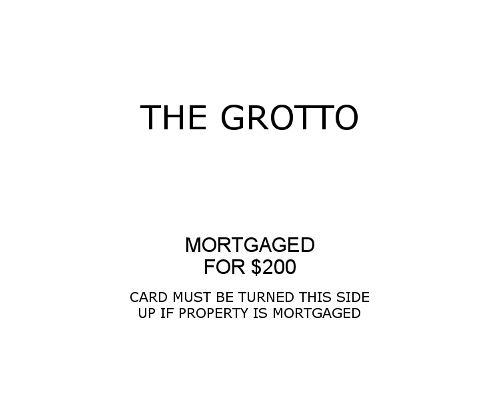 THE GROTTO
MORTGAGED
FOR $200
CARD MUST BE TURNED THIS SIDE
UP IF PROPERTY IS MORTGAGED